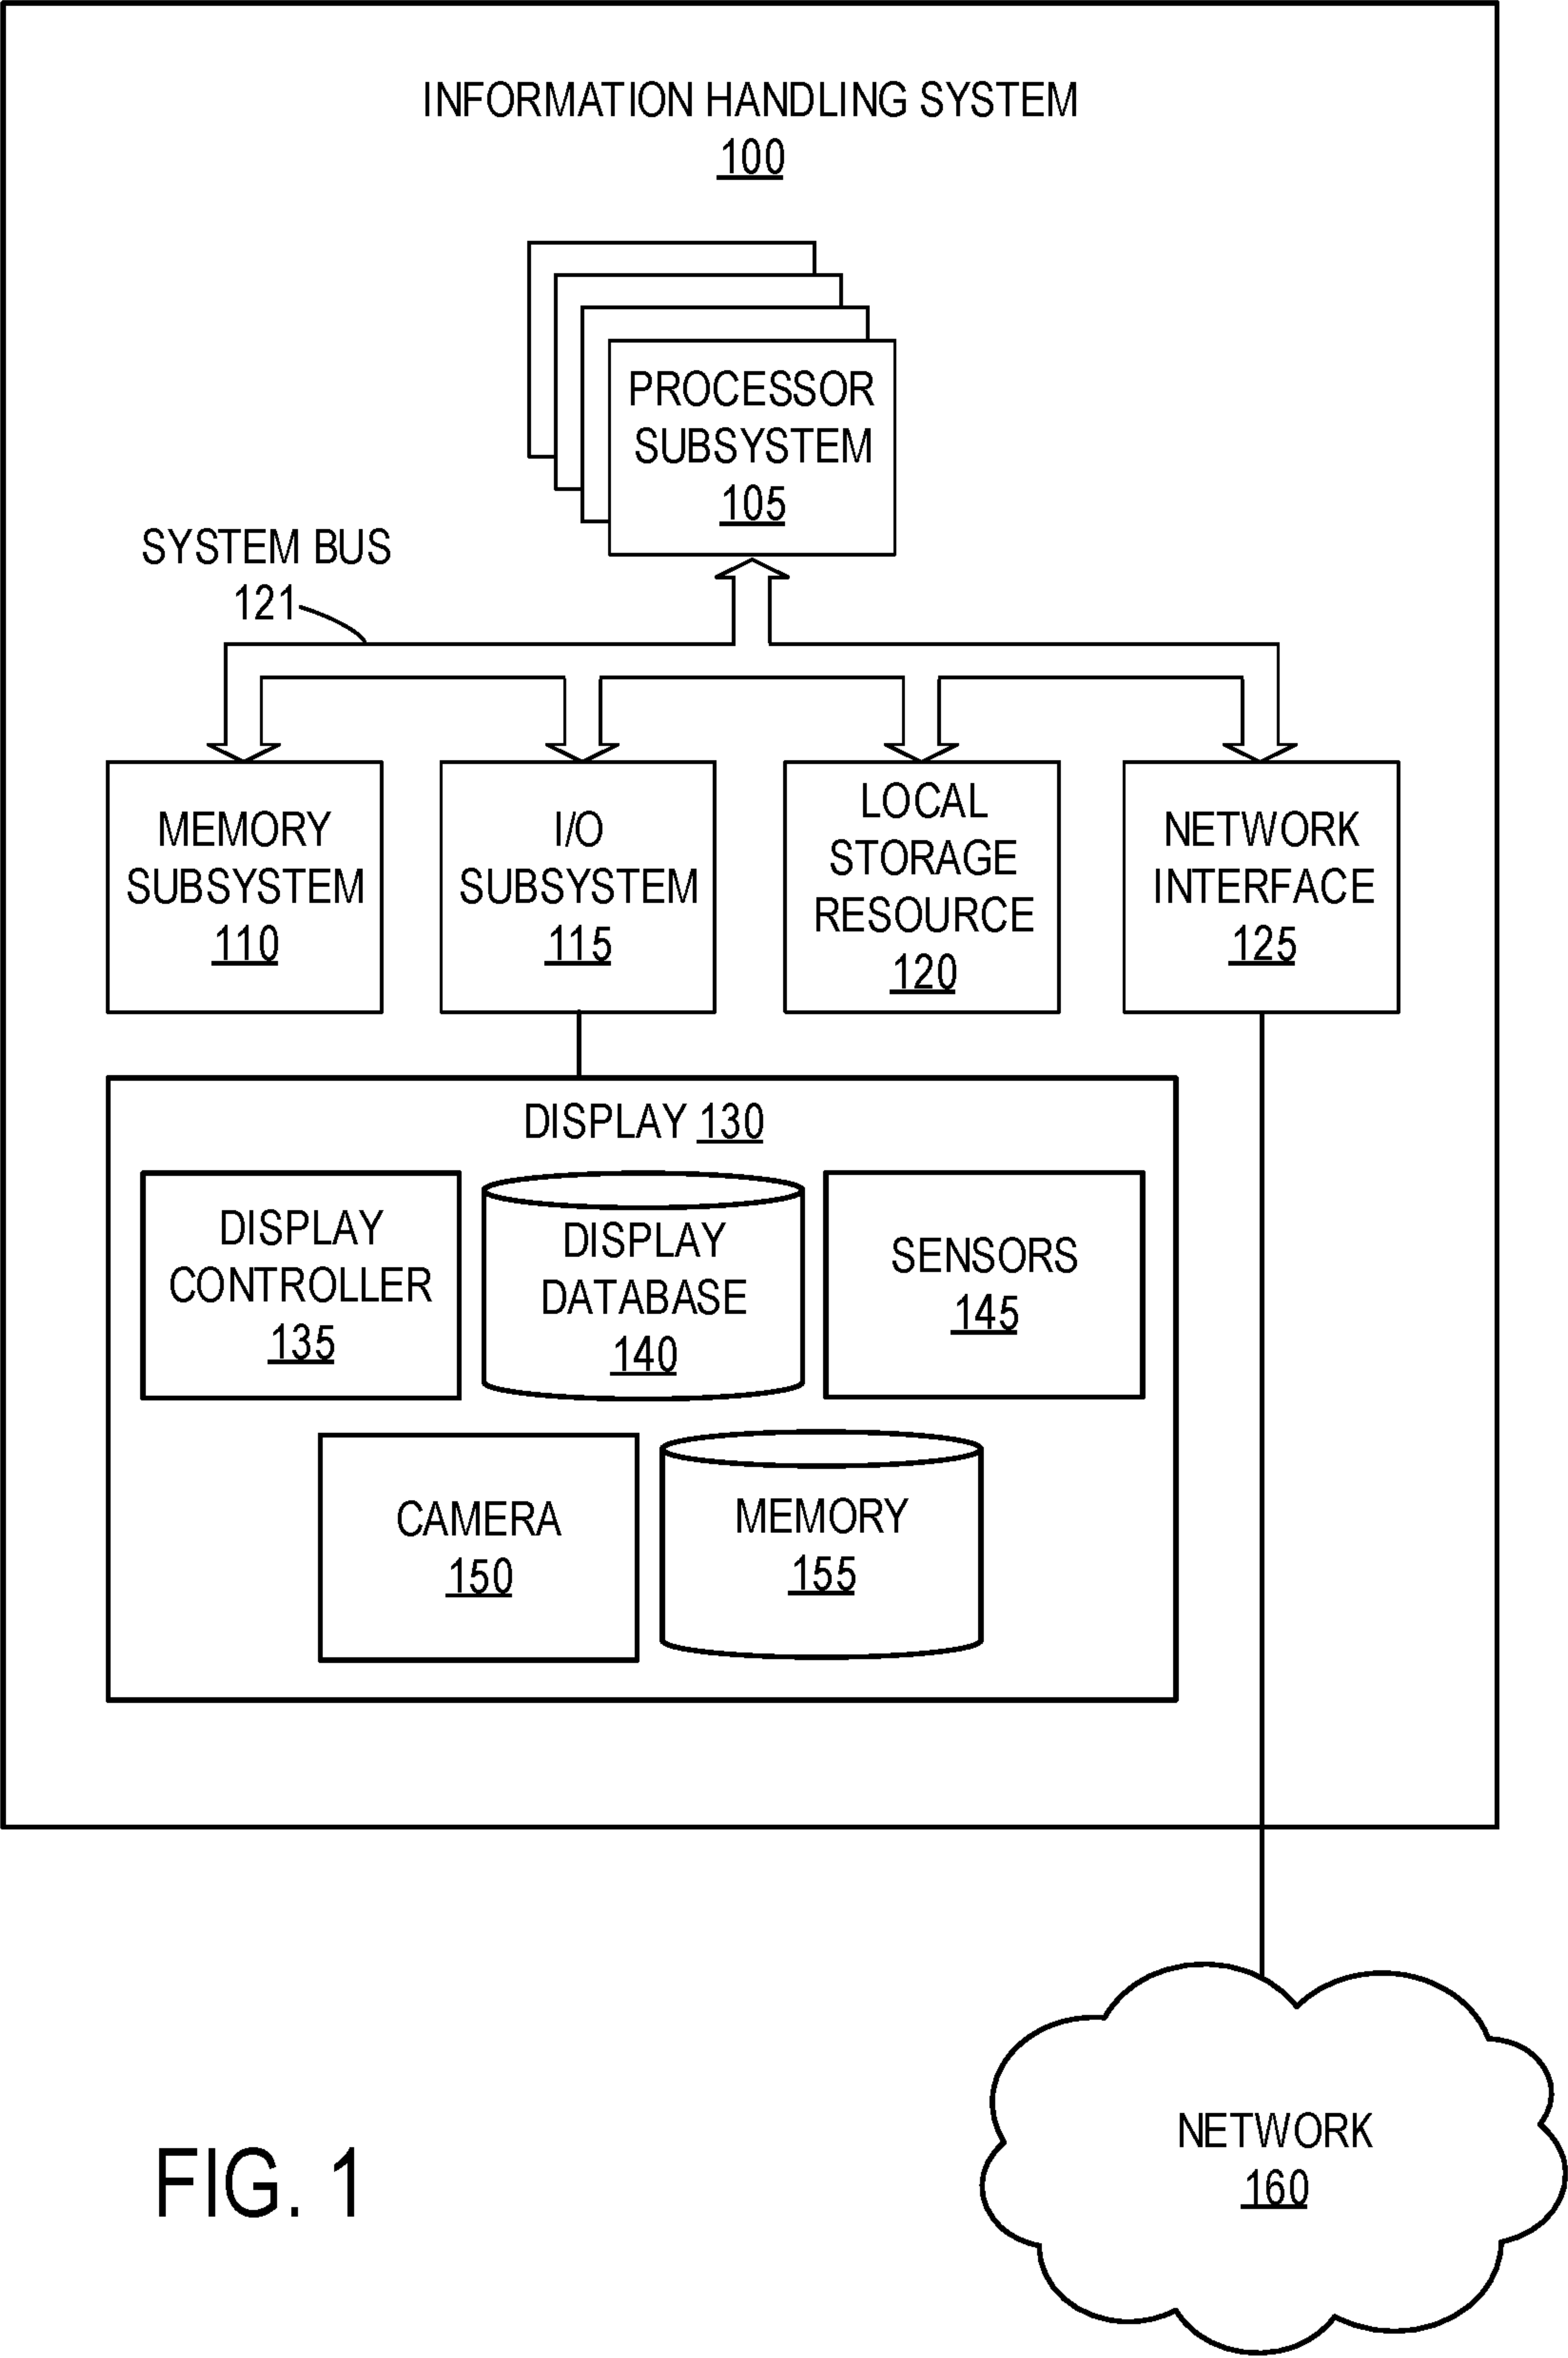 INFORMATION HANDLING SYSTEM
100
PROCESSOR
SUBSYSTEM
105
SYSTEM BUS
121
MEMORY
SUBSYSTEM
110
I/O
SUBSYSTEM
115
LOCAL
STORAGE
RESOURCE
120
NETWORK
INTERFACE
125
DISPLAY 130
DISPLAY
CONTROLLER
135
DISPLAY
DATABASE
140
SENSORS
145
CAMERA
150
MEMORY
155
NETWORK
160
FIG. 1